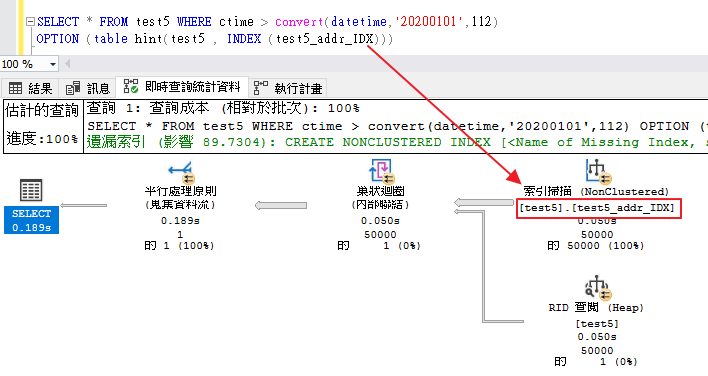 SELECT * FROM test5 WHERE ctime > convert(datetime,'20200101',112)
OPTION (table hint(test5 , INDEX (test5_addr_IDX)))
100 %
結果 訊息 即時查詢統計資料 執行計畫
估計的查詢
進度:100%
查詢 1: 查詢成本 (相對於批次): 100%
SELECT * FROM test5 WHERE ctime > convert(datetime,'20200101',112) OPTION (t
遺漏索引 (影響 89.7304): CREATE NONCLUSTERED INDEX [<Name of Missing Index, s
SELECT
0.189s
平行處理原則
(蒐集資料流)
0.189s
1
的 1 (100%)
巢狀迴圈
(內部聯結)
0.050s
50000
的 1 (0%)
索引掃描 (NonClustered)
[test5].[test5_addr_IDX]
0.050s
50000
的 50000 (100%)
RID 查閱 (Heap)
[test5]
0.050s
50000
的 1 (0%)